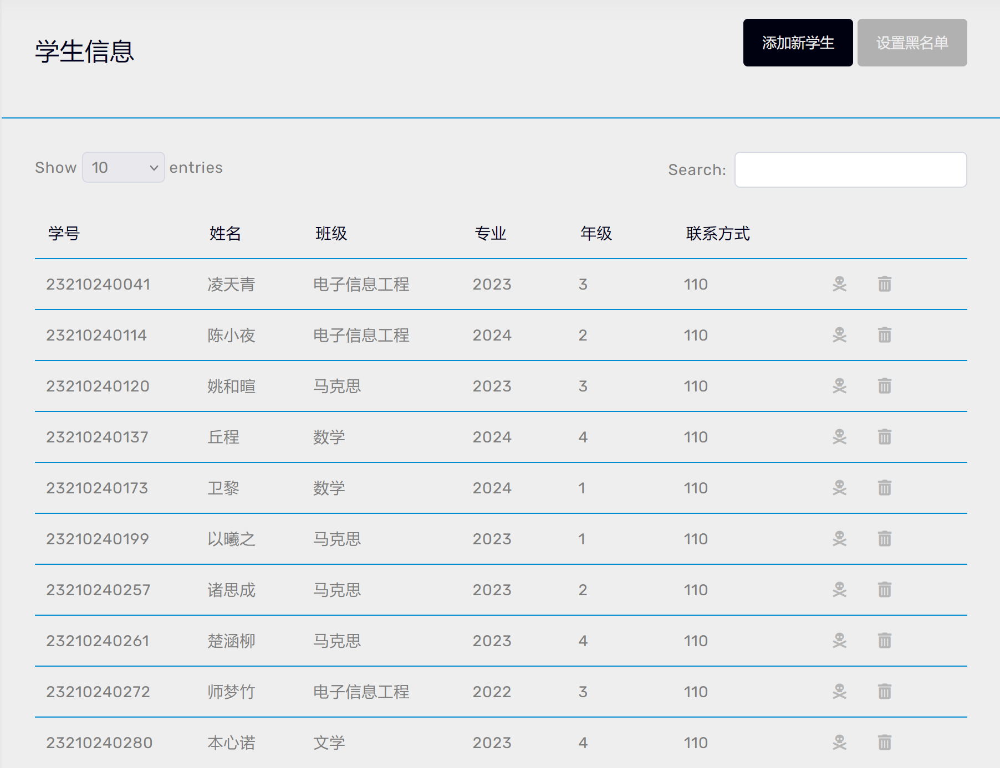 学生信息
添加新学生 设置黑名单
Show 10 entries Search:
学号 姓名 班级 专业 年级 联系方式
23210240041 凌天青 电子信息工程 2023 3 110
23210240114 陈小夜 电子信息工程 2024 2 110
23210240120 姚和暄 马克思 2023 3 110
23210240137 丘程 数学 2024 4 110
23210240173 卫黎 数学 2024 1 110
23210240199 以曦之 马克思 2023 1 110
23210240257 诸思成 马克思 2023 2 110
23210240261 楚涵柳 马克思 2023 4 110
23210240272 师梦竹 电子信息工程 2022 3 110
23210240280 本心诺 文学 2023 4 110